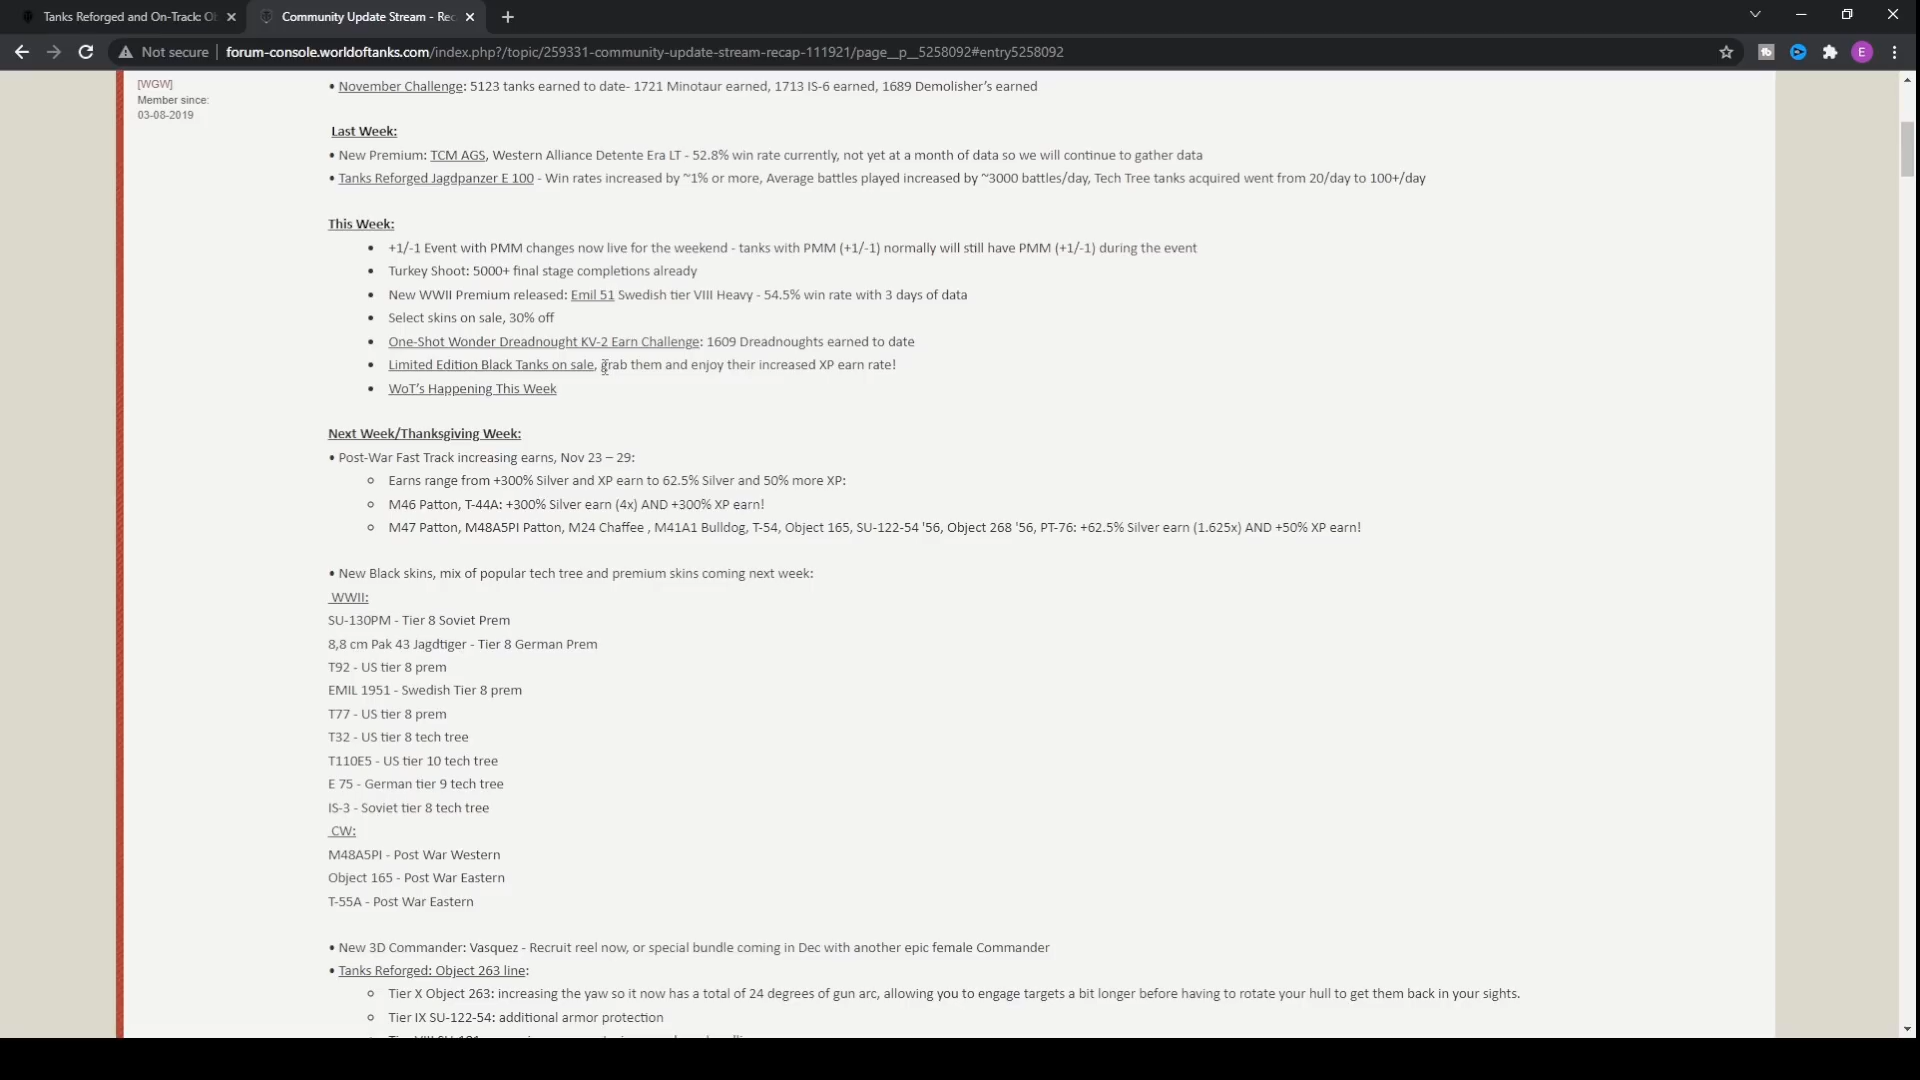 Tanks Reforged and On-Track: Ob
Community Update Stream - Rec
Not secure
forum-console.worldoftanks.com/index.php?/topic/259331-community-update-stream-recap-111921/page__p__5258092#entry5258092
E
[WGW]
Member since:
03-08-2019
• November Challenge: 5123 tanks earned to date- 1721 Minotaur earned, 1713 IS-6 earned, 1689 Demolisher's earned
Last Week:
• New Premium: TCM AGS, Western Alliance Detente Era LT - 52.8% win rate currently, not yet at a month of data so we will continue to gather data
• Tanks Reforged Jagdpanzer E 100 - Win rates increased by ~1% or more, Average battles played increased by ~3000 battles/day, Tech Tree tanks acquired went from 20/day to 100+/day
This Week:
• +1/-1 Event with PMM changes now live for the weekend - tanks with PMM (+1/-1) normally will still have PMM (+1/-1) during the event
• Turkey Shoot: 5000+ final stage completions already
• New WWII Premium released: Emil 51 Swedish tier VIII Heavy - 54.5% win rate with 3 days of data
• Select skins on sale, 30% off
• One-Shot Wonder Dreadnought KV-2 Earn Challenge: 1609 Dreadnoughts earned to date
• Limited Edition Black Tanks on sale, grab them and enjoy their increased XP earn rate!
• WoT's Happening This Week
Next Week/Thanksgiving Week:
• Post-War Fast Track increasing earns, Nov 23 – 29:
○ Earns range from +300% Silver and XP earn to 62.5% Silver and 50% more XP:
○ M46 Patton, T-44A: +300% Silver earn (4x) AND +300% XP earn!
○ M47 Patton, M48A5PI Patton, M24 Chaffee , M41A1 Bulldog, T-54, Object 165, SU-122-54 '56, Object 268 '56, PT-76: +62.5% Silver earn (1.625x) AND +50% XP earn!
• New Black skins, mix of popular tech tree and premium skins coming next week:
WWII:
SU-130PM - Tier 8 Soviet Prem
8,8 cm Pak 43 Jagdtiger - Tier 8 German Prem
T92 - US tier 8 prem
EMIL 1951 - Swedish Tier 8 prem
T77 - US tier 8 prem
T32 - US tier 8 tech tree
T110E5 - US tier 10 tech tree
E 75 - German tier 9 tech tree
IS-3 - Soviet tier 8 tech tree
CW:
M48A5PI - Post War Western
Object 165 - Post War Eastern
T-55A - Post War Eastern
• New 3D Commander: Vasquez - Recruit reel now, or special bundle coming in Dec with another epic female Commander
• Tanks Reforged: Object 263 line:
○ Tier X Object 263: increasing the yaw so it now has a total of 24 degrees of gun arc, allowing you to engage targets a bit longer before having to rotate your hull to get them back in your sights.
○ Tier IX SU-122-54: additional armor protection